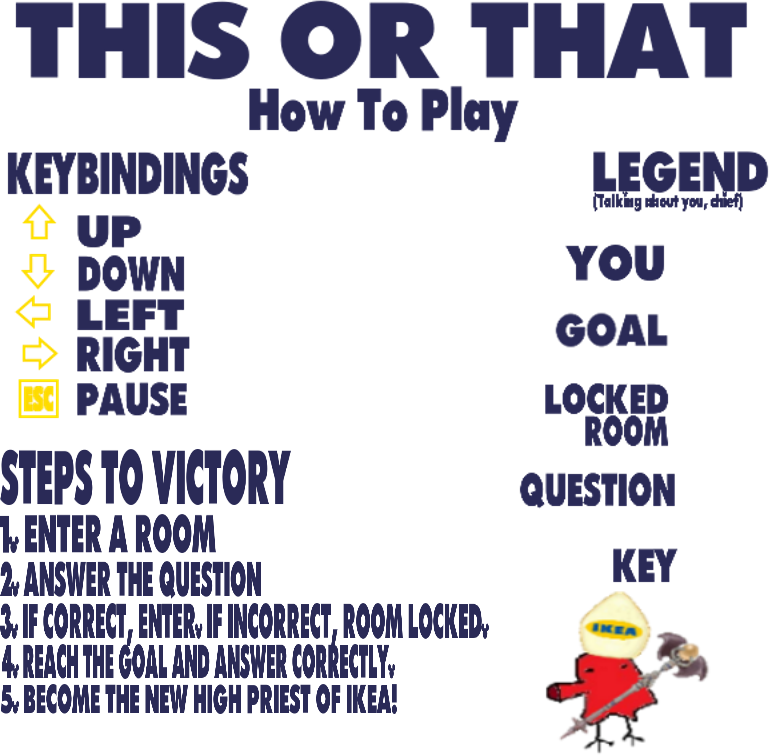 THIS OR THAT
How To Play
KEYBINDINGS
UP
DOWN
LEFT
RIGHT
ESC PAUSE
LEGEND
(Talking about you, chief)
YOU
GOAL
LOCKED
ROOM
QUESTION
KEY
STEPS TO VICTORY
1. ENTER A ROOM
2. ANSWER THE QUESTION
3. IF CORRECT, ENTER. IF INCORRECT, ROOM LOCKED.
4. REACH THE GOAL AND ANSWER CORRECTLY.
5. BECOME THE NEW HIGH PRIEST OF IKEA!
IKEA